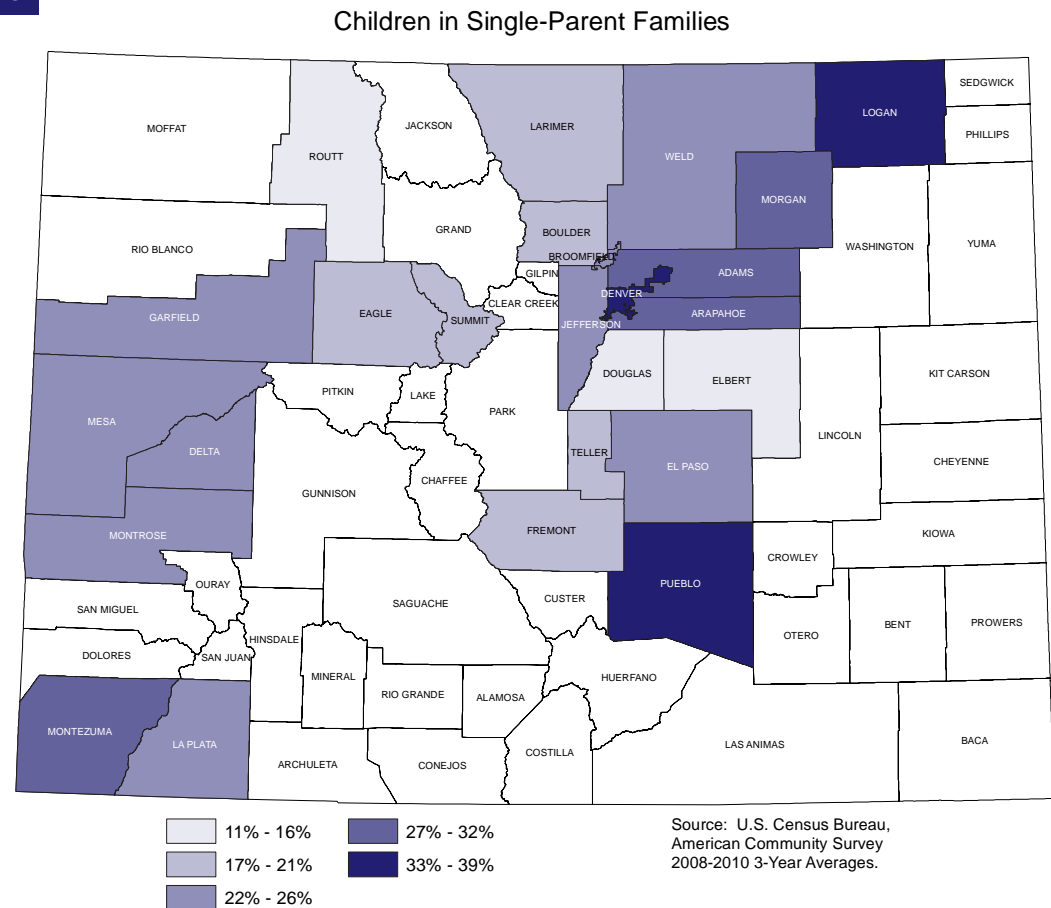 Children in Single-Parent Families
SEDGWICK
LOGAN
JACKSON
LARIMER
MOFFAT
PHILLIPS
ROUTT
WELD
MORGAN
GRAND
BOULDER
RIO BLANCO
WASHINGTON
YUMA
BROOMFIELD
GILPIN
ADAMS
DENVER
CLEAR CREEK
EAGLE
GARFIELD
SUMMIT
JEFFERSON
ARAPAHOE
DOUGLAS
ELBERT
KIT CARSON
PITKIN
LAKE
PARK
MESA
LINCOLN
DELTA
TELLER
CHEYENNE
EL PASO
CHAFFEE
GUNNISON
FREMONT
MONTROSE
KIOWA
CROWLEY
OURAY
PUEBLO
CUSTER
SAGUACHE
SAN MIGUEL
PROWERS
BENT
OTERO
HINSDALE
DOLORES
SAN JUAN
MINERAL
HUERFANO
RIO GRANDE
ALAMOSA
MONTEZUMA
LA PLATA
LAS ANIMAS
BACA
COSTILLA
ARCHULETA
CONEJOS
11% - 16%
17% - 21%
22% - 26%
27% - 32%
33% - 39%
Source: U.S. Census Bureau,
American Community Survey
2008-2010 3-Year Averages.